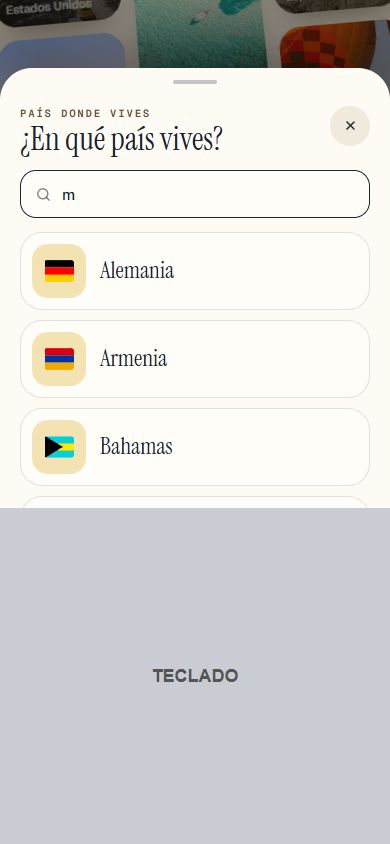 Estados Unidos
PAÍS DONDE VIVES
¿En qué país vives?
m
Alemania
Armenia
Bahamas
TECLADO